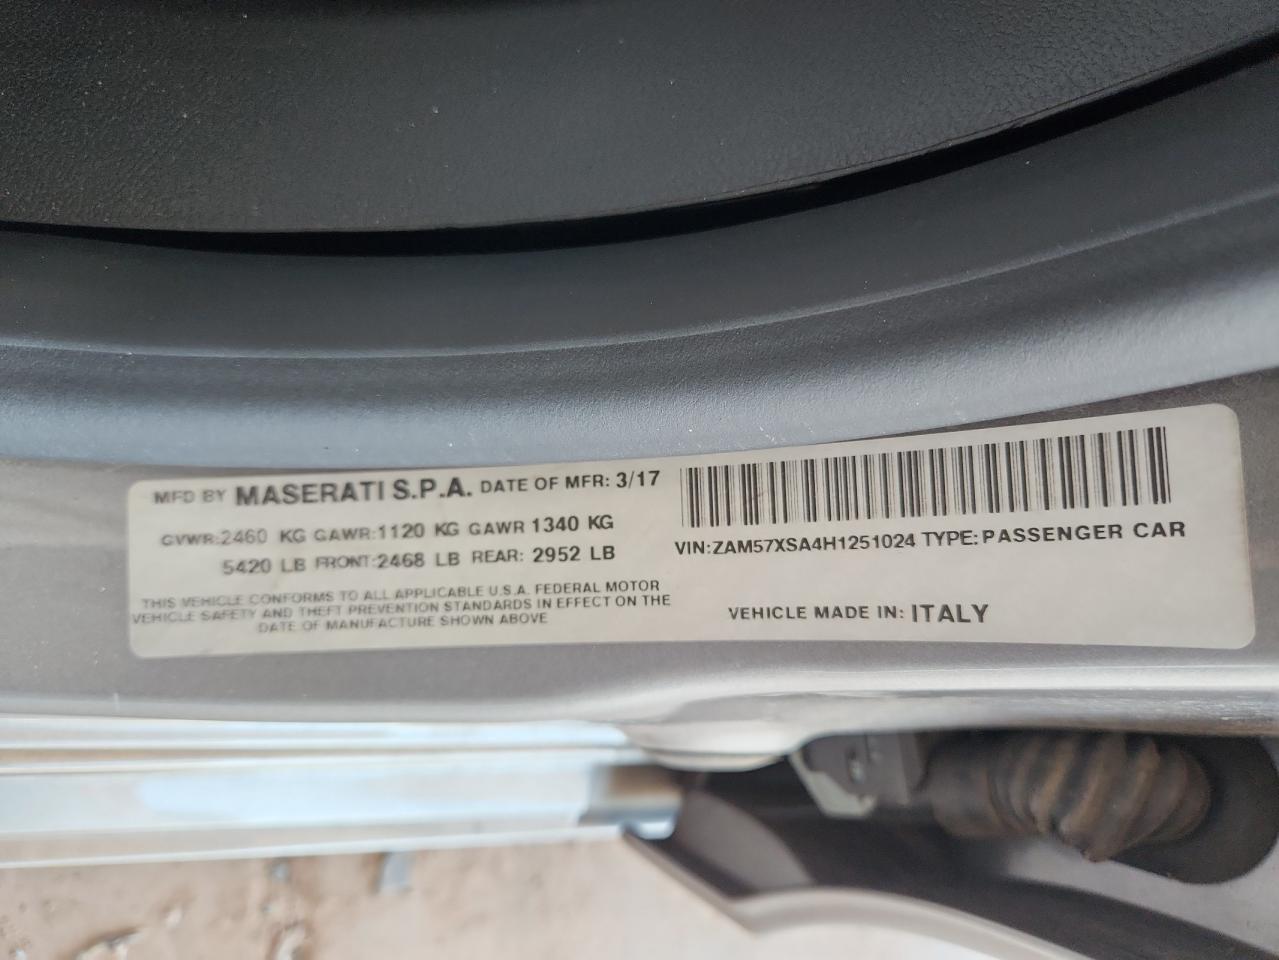 MFD BY MASERATI S.P.A. DATE OF MFR: 3/17
GVWR:2460 KG GAWR:1120 KG GAWR 1340 KG
5420 LB FRONT:2468 LB REAR: 2952 LB
THIS VEHICLE CONFORMS TO ALL APPLICABLE U.S.A. FEDERAL MOTOR
VEHICLE SAFETY AND THEFT PREVENTION STANDARDS IN EFFECT ON THE
DATE OF MANUFACTURE SHOWN ABOVE
VIN:ZAM57XSA4H1251024 TYPE:PASSENGER CAR
VEHICLE MADE IN: ITALY